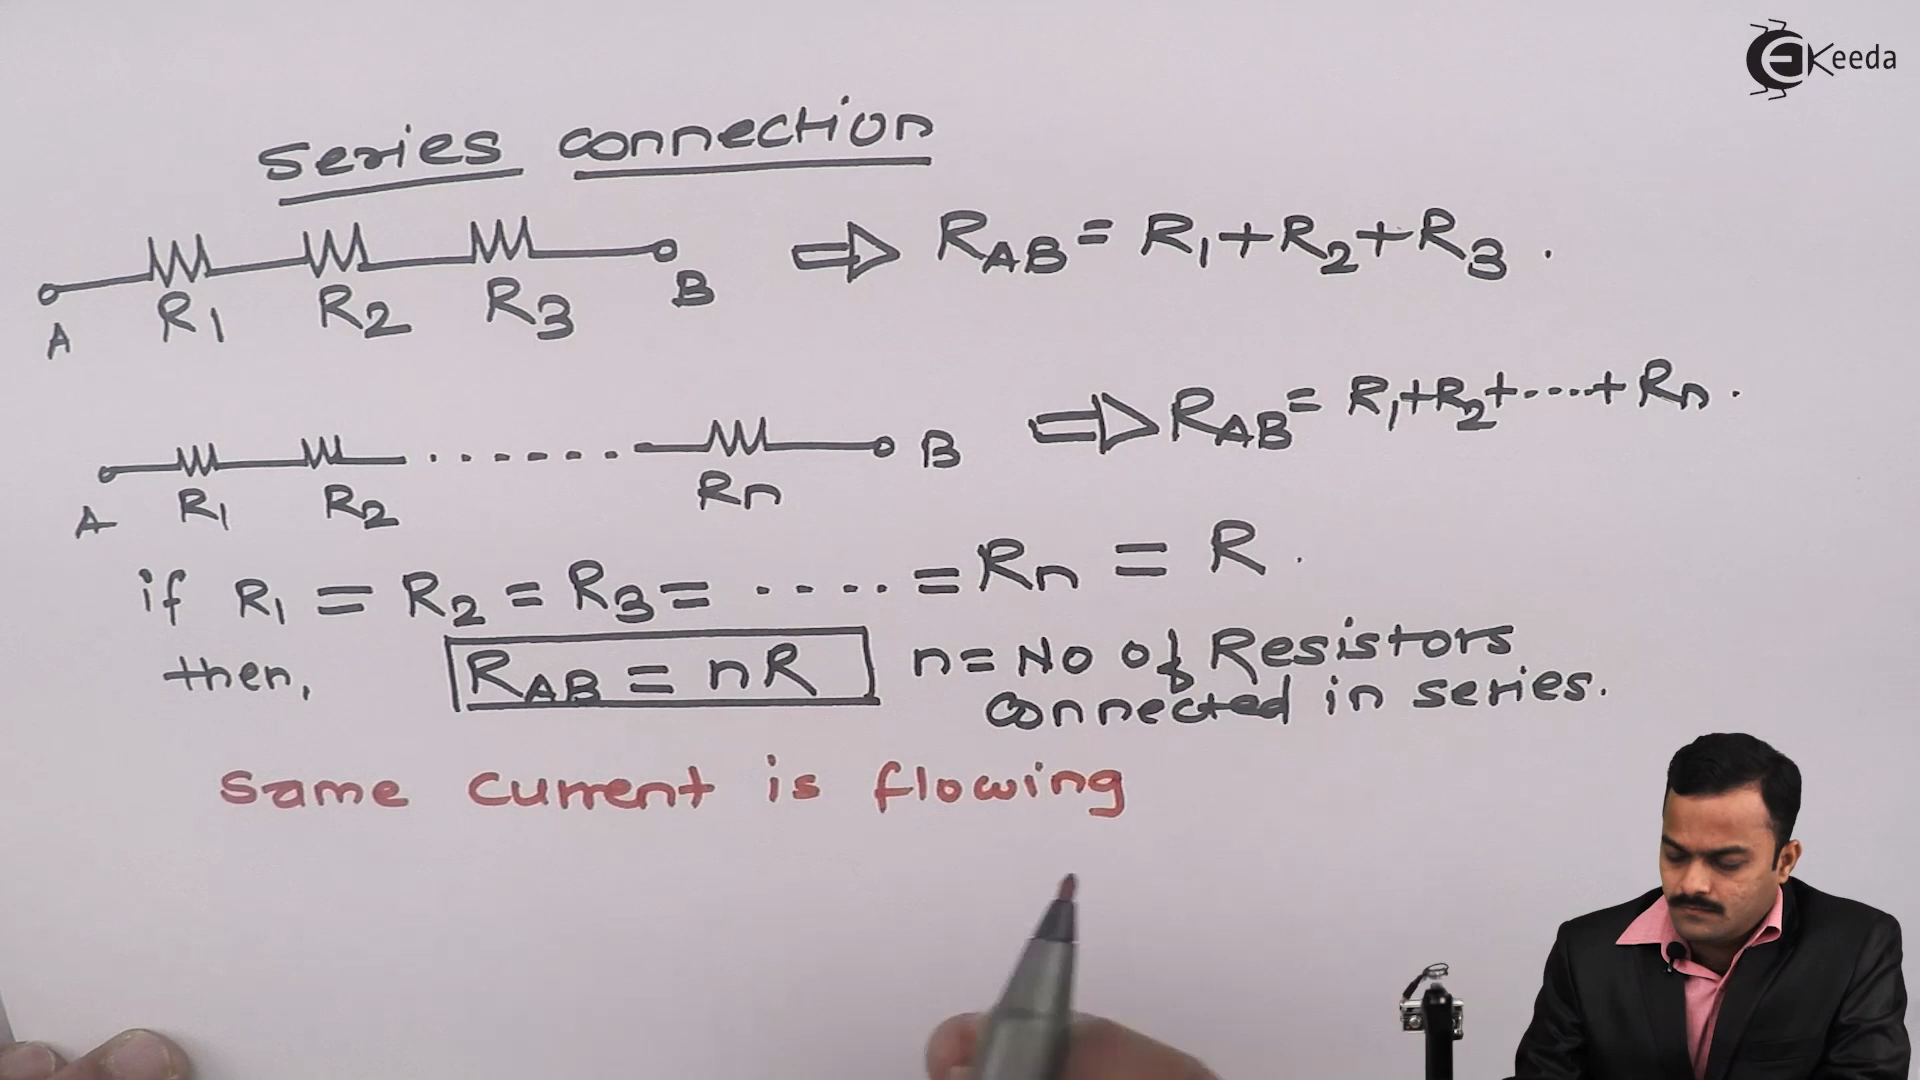 Keeda
Series connection
R1 R2 R3 A B ⇒ RAB = R1+R2+R3.
A R1 R2 ....... Rn B ⇒ RAB = R1+R2+....+Rn.
if R1 = R2 = R3 = ..... = Rn = R.
then, RAB = nR n = No of Resistors
connected in series.
Same current is flowing